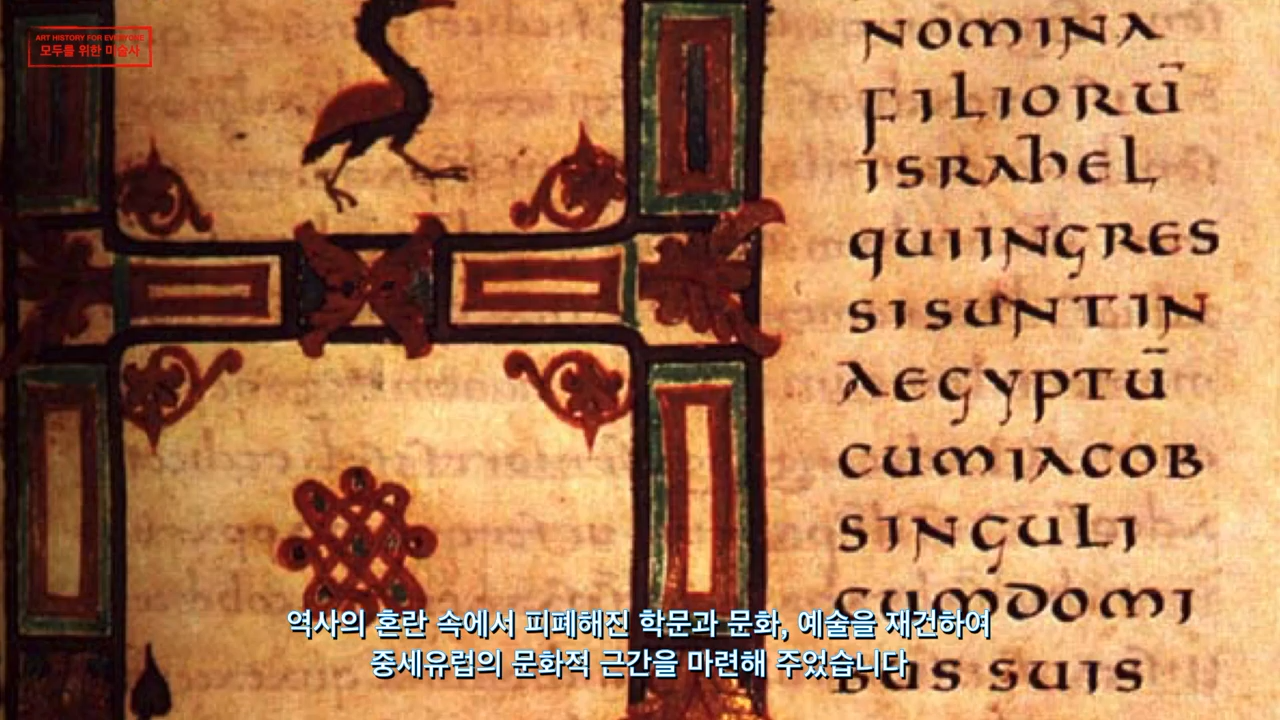 ART HISTORY FOR EVERYONE
모두를 위한 미술사
NOMINA
FILIORŪ
ISRAhEL
QUIINGRES
SISUNTIN
AEGYPTŪ
CUMIACOB
SINGULI
CUMDOMI
BUS SUIS
역사의 혼란 속에서 피폐해진 학문과 문화, 예술을 재건하여
중세유럽의 문화적 근간을 마련해 주었습니다